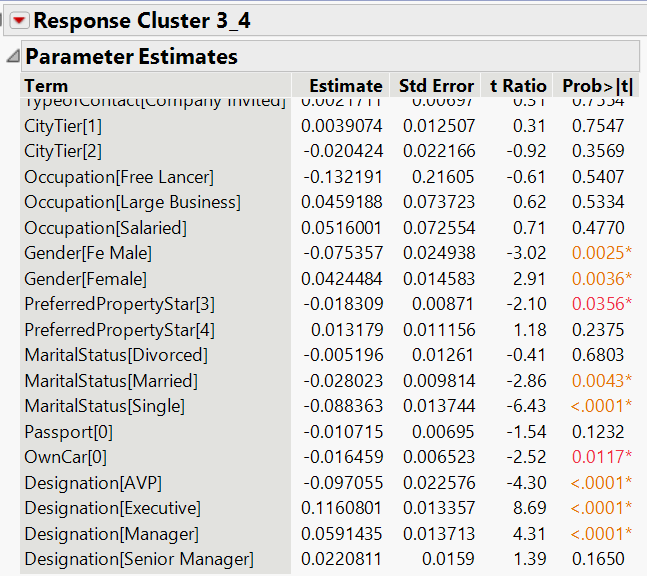 Response Cluster 3_4
Parameter Estimates
Term Estimate Std Error t Ratio Prob>|t|
TypeofContact[Company Invited] 0.0021711 0.00697 0.31 0.7554
CityTier[1] 0.0039074 0.012507 0.31 0.7547
CityTier[2] -0.020424 0.022166 -0.92 0.3569
Occupation[Free Lancer] -0.132191 0.21605 -0.61 0.5407
Occupation[Large Business] 0.0459188 0.073723 0.62 0.5334
Occupation[Salaried] 0.0516001 0.072554 0.71 0.4770
Gender[Fe Male] -0.075357 0.024938 -3.02 0.0025*
Gender[Female] 0.0424484 0.014583 2.91 0.0036*
PreferredPropertyStar[3] -0.018309 0.00871 -2.10 0.0356*
PreferredPropertyStar[4] 0.013179 0.011156 1.18 0.2375
MaritalStatus[Divorced] -0.005196 0.01261 -0.41 0.6803
MaritalStatus[Married] -0.028023 0.009814 -2.86 0.0043*
MaritalStatus[Single] -0.088363 0.013744 -6.43 <.0001*
Passport[0] -0.010715 0.00695 -1.54 0.1232
OwnCar[0] -0.016459 0.006523 -2.52 0.0117*
Designation[AVP] -0.097055 0.022576 -4.30 <.0001*
Designation[Executive] 0.1160801 0.013357 8.69 <.0001*
Designation[Manager] 0.0591435 0.013713 4.31 <.0001*
Designation[Senior Manager] 0.0220811 0.0159 1.39 0.1650